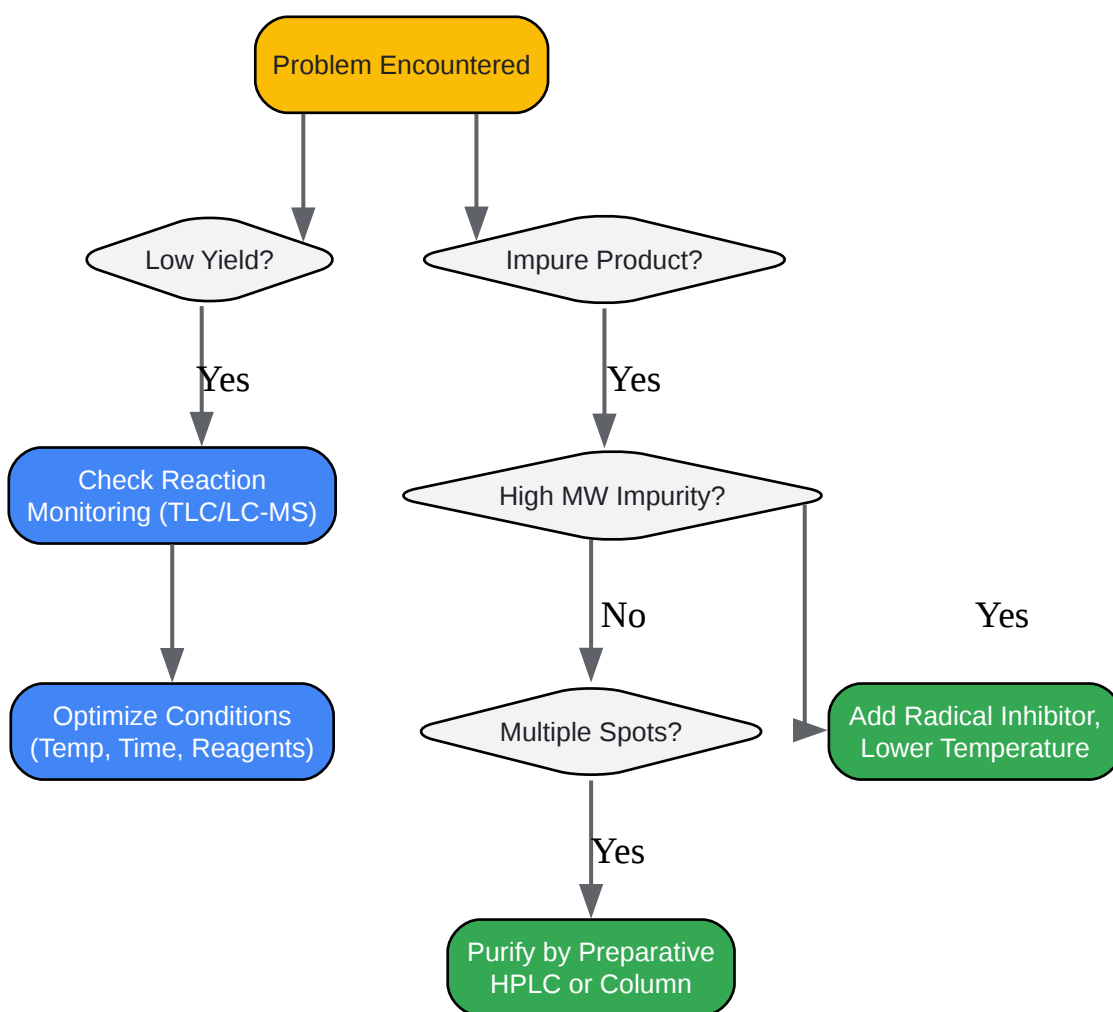 Problem Encountered
Low Yield?
Impure Product?
Yes
Yes
Check Reaction
Monitoring (TLC/LC-MS)
High MW Impurity?
No
Yes
Optimize Conditions
(Temp, Time, Reagents)
Multiple Spots?
Add Radical Inhibitor,
Lower Temperature
Yes
Purify by Preparative
HPLC or Column